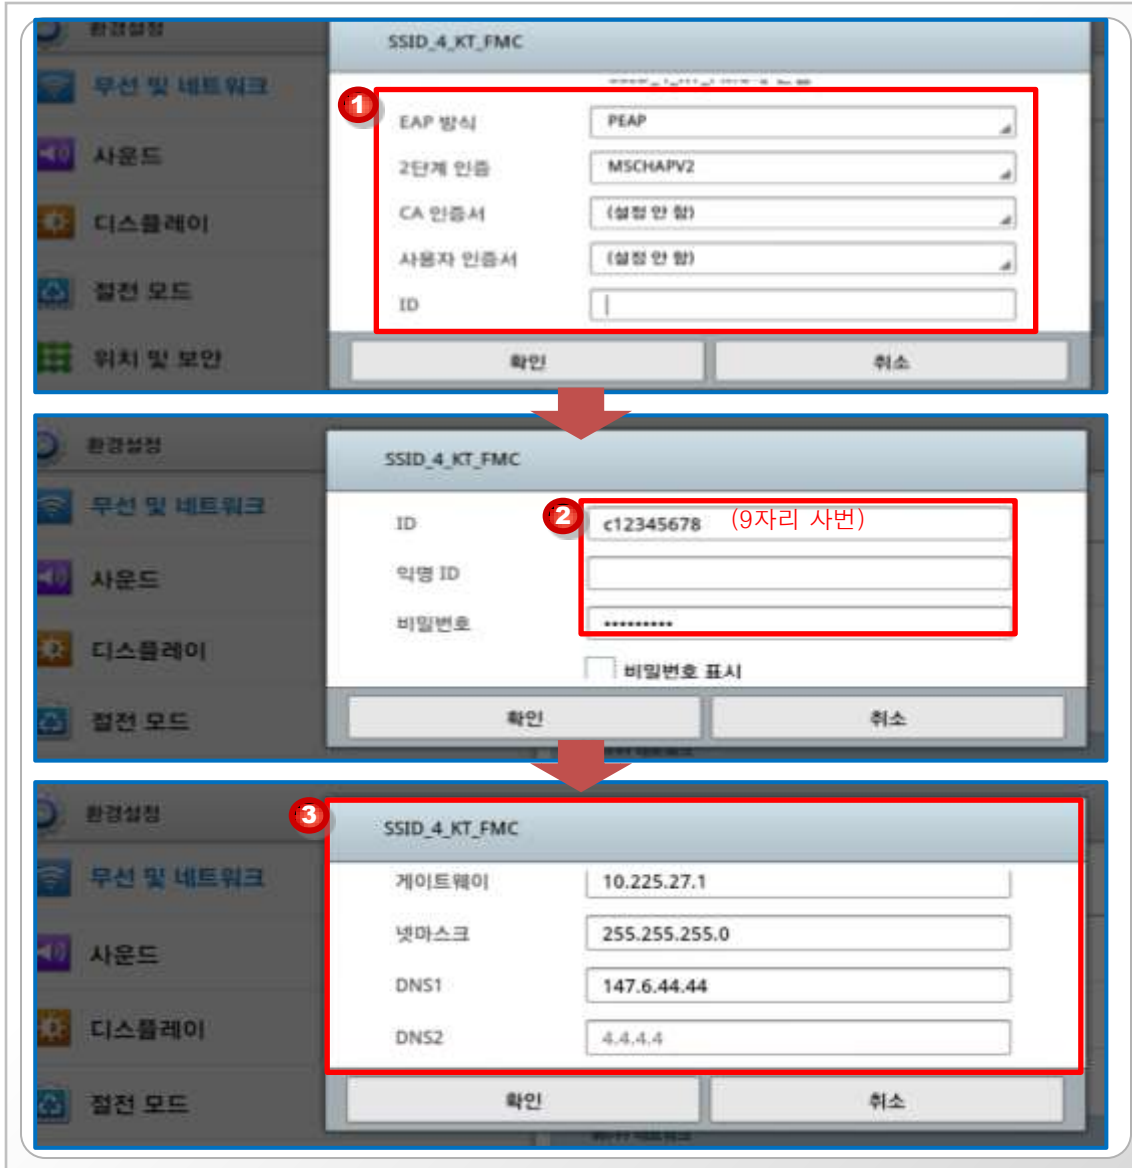 환경설정
SSID_4_KT_FMC
무선 및 네트워크
1
EAP 방식
PEAP
사운드
2단계 인증
MSCHAPV2
디스플레이
CA 인증서
(설정 안 함)
사용자 인증서
(설정 안 함)
절전 모드
ID
위치 및 보안
확인
취소
환경설정
SSID_4_KT_FMC
무선 및 네트워크
2
ID
c12345678
(9자리 사번)
사운드
익명 ID
비밀번호
•••••••••
디스플레이
비밀번호 표시
절전 모드
확인
취소
환경설정
3
SSID_4_KT_FMC
무선 및 네트워크
게이트웨이
10.225.27.1
사운드
넷마스크
255.255.255.0
DNS1
147.6.44.44
디스플레이
DNS2
4.4.4.4
절전 모드
확인
취소